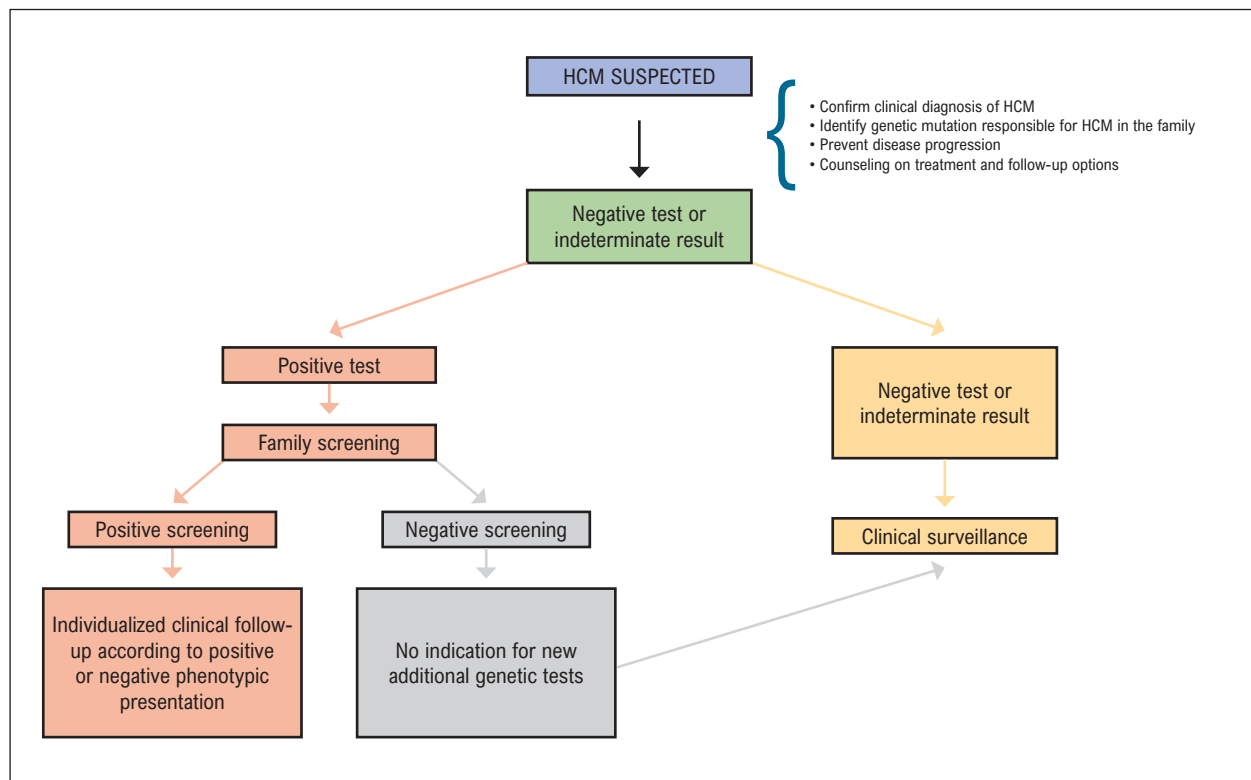 HCM SUSPECTED
• Confirm clinical diagnosis of HCM
• Identify genetic mutation responsible for HCM in the family
• Prevent disease progression
• Counseling on treatment and follow-up options
Negative test or
indeterminate result
Positive test
Negative test or
indeterminate result
Family screening
Positive screening
Negative screening
Clinical surveillance
Individualized clinical follow-
up according to positive
or negative phenotypic
presentation
No indication for new
additional genetic tests